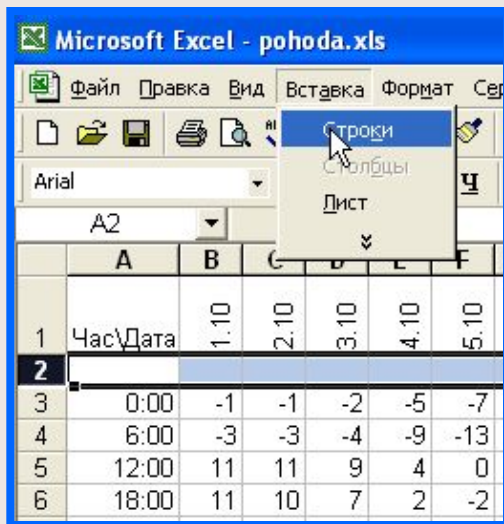 Microsoft Excel - pohoda.xls
Файл Правка Вид Вставка Формат Се
Строки
Столбцы
Лист
Arial Ч
A2
A B C D E F
1 Час\Дата 1.10 2.10 3.10 4.10 5.10
2
3 0:00 -1 -1 -2 -5 -7
4 6:00 -3 -3 -4 -9 -13
5 12:00 11 11 9 4 0
6 18:00 11 10 7 2 -2